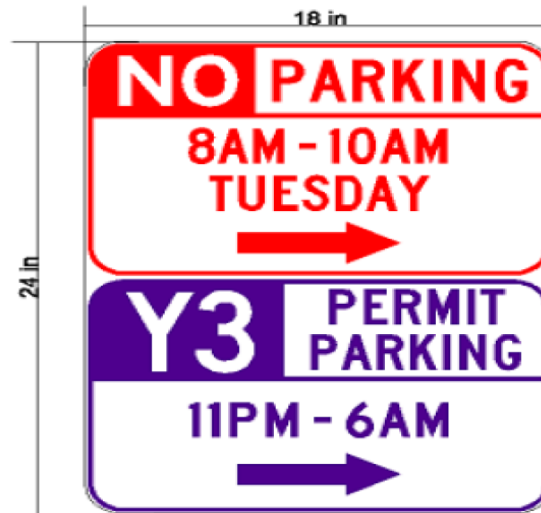 18 in
24 in
NO PARKING
8AM - 10AM
TUESDAY
Y3 PERMIT
PARKING
11PM - 6AM